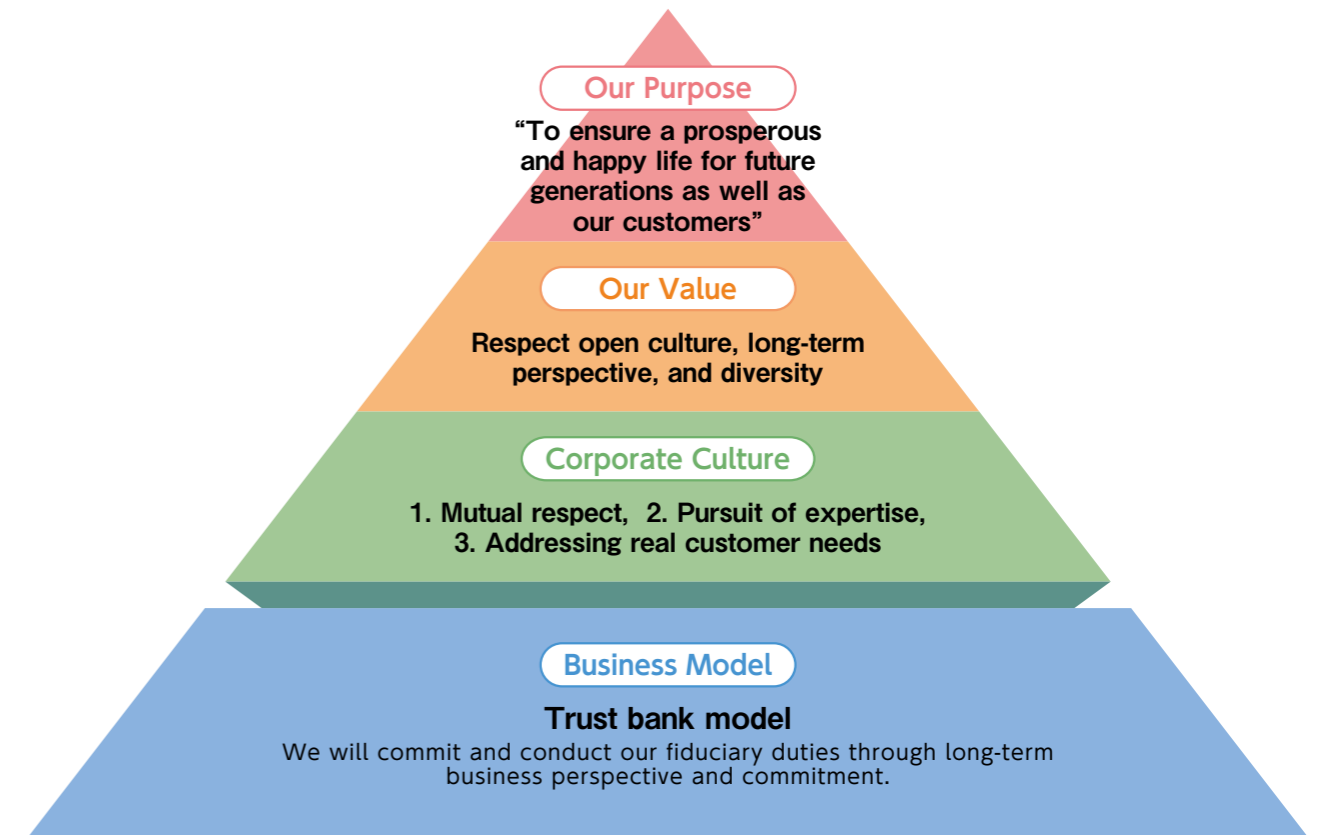 Our Purpose
“To ensure a prosperous
and happy life for future
generations as well as
our customers”
Our Value
Respect open culture, long-term
perspective, and diversity
Corporate Culture
1. Mutual respect, 2. Pursuit of expertise,
3. Addressing real customer needs
Business Model
Trust bank model
We will commit and conduct our fiduciary duties through long-term
business perspective and commitment.